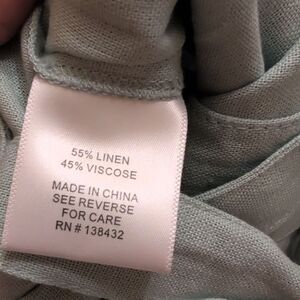 55% LINEN
45% VISCOSE
MADE IN CHINA
SEE REVERSE
FOR CARE
RN # 138432